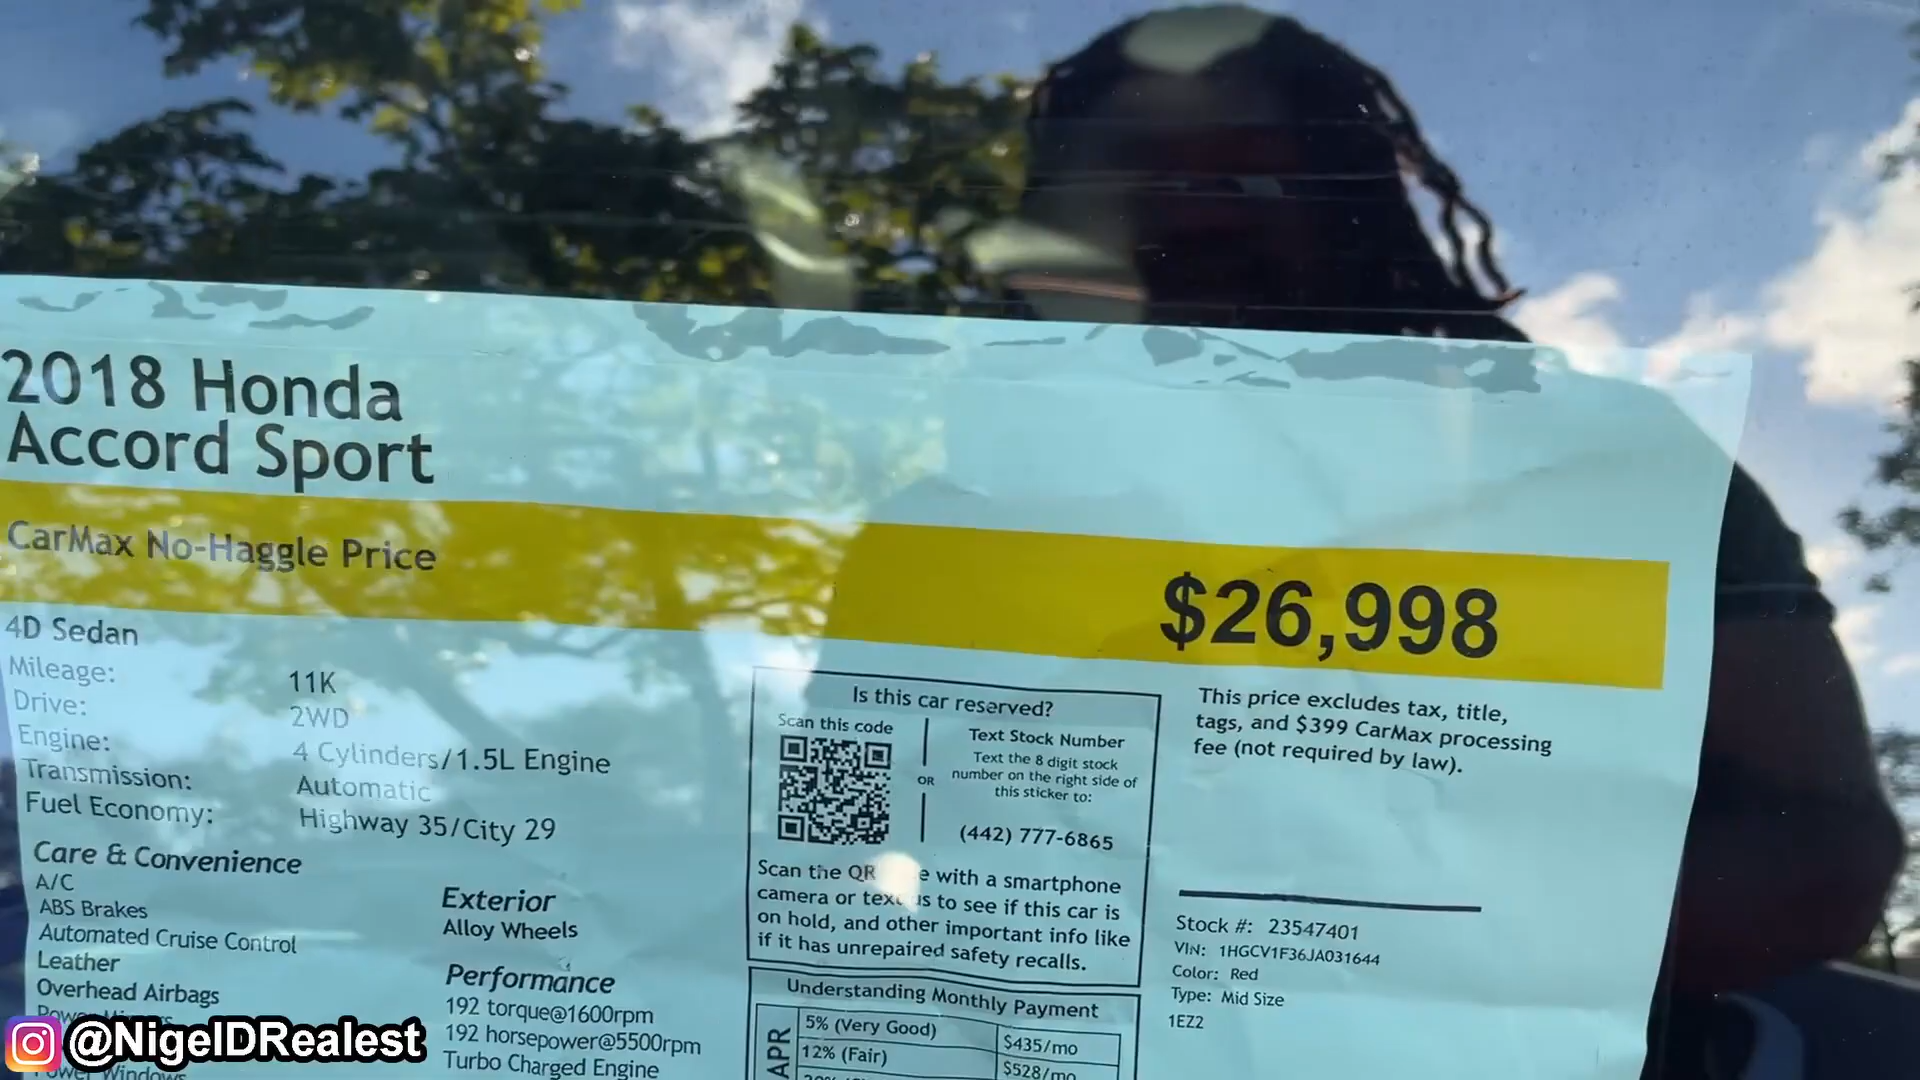 2018 Honda
Accord Sport
CarMax No-Haggle Price
$26,998
4D Sedan
Mileage: 11K
Drive: 2WD
Engine: 4 Cylinders/1.5L Engine
Transmission: Automatic
Fuel Economy: Highway 35/City 29
Care & Convenience
A/C
ABS Brakes
Automated Cruise Control
Leather
Overhead Airbags
Windows
Exterior
Alloy Wheels
Performance
192 torque@1600rpm
192 horsepower@5500rpm
Turbo Charged Engine
Is this car reserved?
Scan this code
OR
Text Stock Number
Text the 8 digit stock
number on the right side of
this sticker to:
(442) 777-6865
Scan the QR with a smartphone
camera or text us to see if this car is
on hold, and other important info like
if it has unrepaired safety recalls.
Understanding Monthly Payment
APR
5% (Very Good) $435/mo
12% (Fair) $528/mo
This price excludes tax, title,
tags, and $399 CarMax processing
fee (not required by law).
Stock #: 23547401
VIN: 1HGCV1F36JA031644
Color: Red
Type: Mid Size
1EZ2
@NigelDRealest